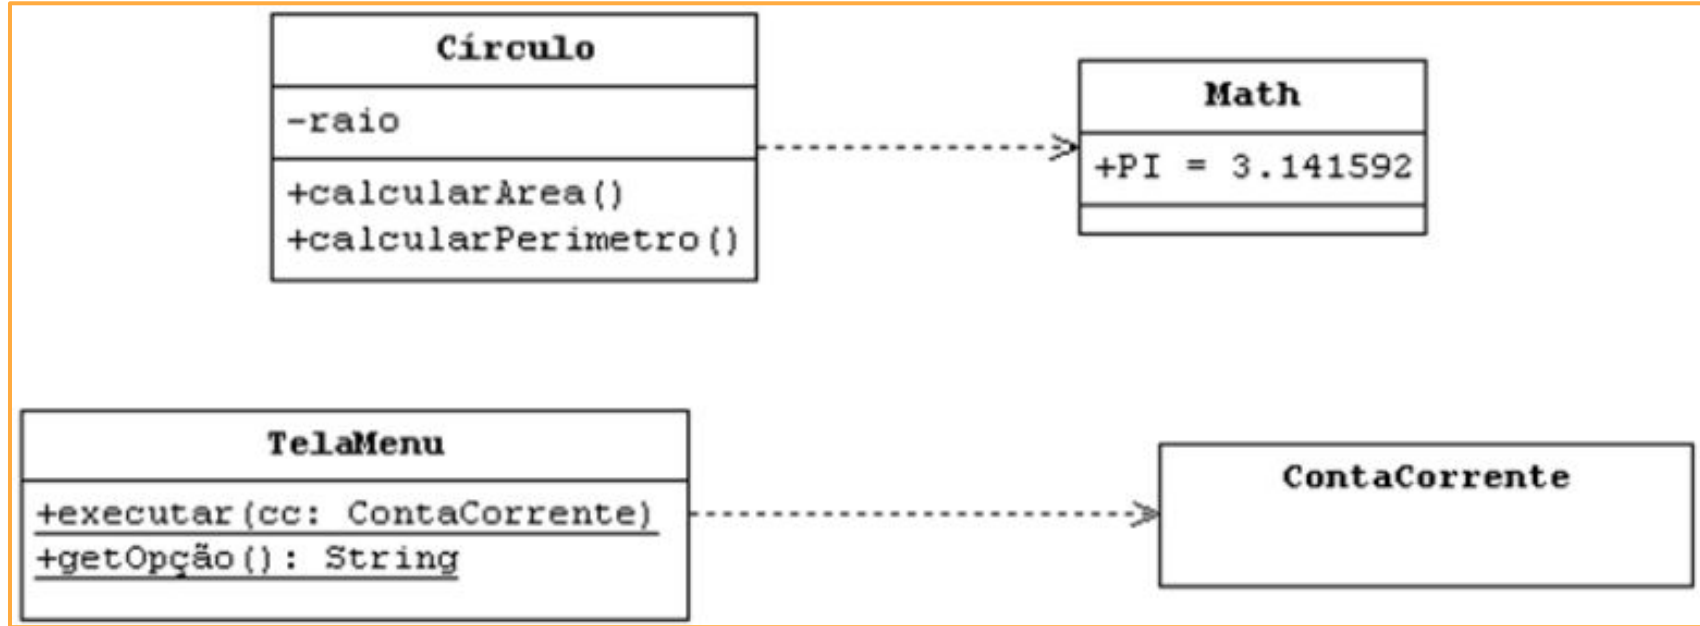 Círculo
-raio
+calcularArea()
+calcularPerimetro()
Math
+PI = 3.141592
TelaMenu
+executar(cc: ContaCorrente)
+getOpção(): String
ContaCorrente